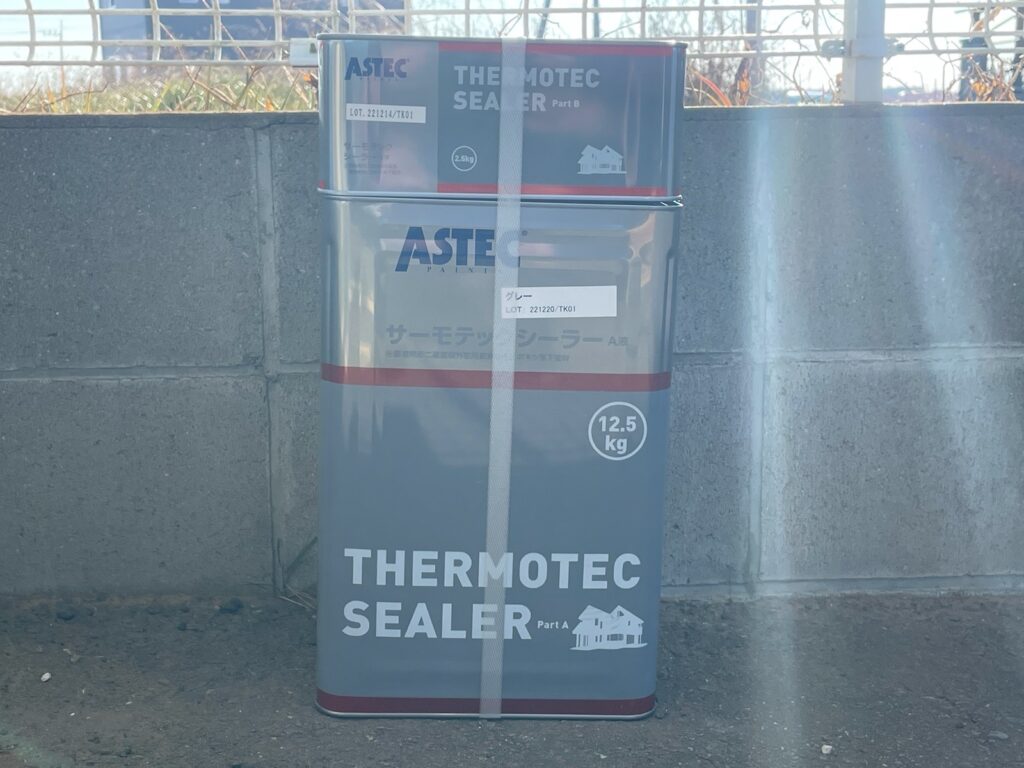 ASTEC
THERMOTEC
SEALER Part B
LOT. 221214/TK01
2.5kg
ASTEC
PAINT
グレー
LOT. 221220/TK01
サーモテックシーラー A液
12.5
kg
THERMOTEC
SEALER Part A